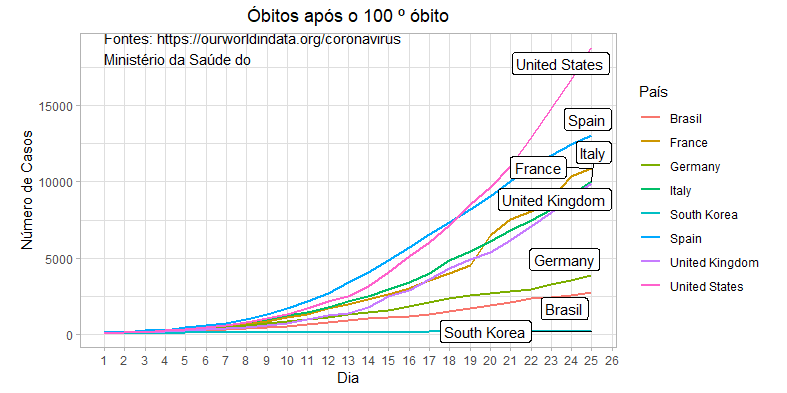 Óbitos após o 100 º óbito
Fontes: https://ourworldindata.org/coronavirus
Ministério da Saúde do
Número de Casos
15000
10000
5000
0
United States
Spain
Italy
France
United Kingdom
Germany
Brasil
South Korea
1 2 3 4 5 6 7 8 9 10 11 12 13 14 15 16 17 18 19 20 21 22 23 24 25 26
Dia
País
Brasil
France
Germany
Italy
South Korea
Spain
United Kingdom
United States